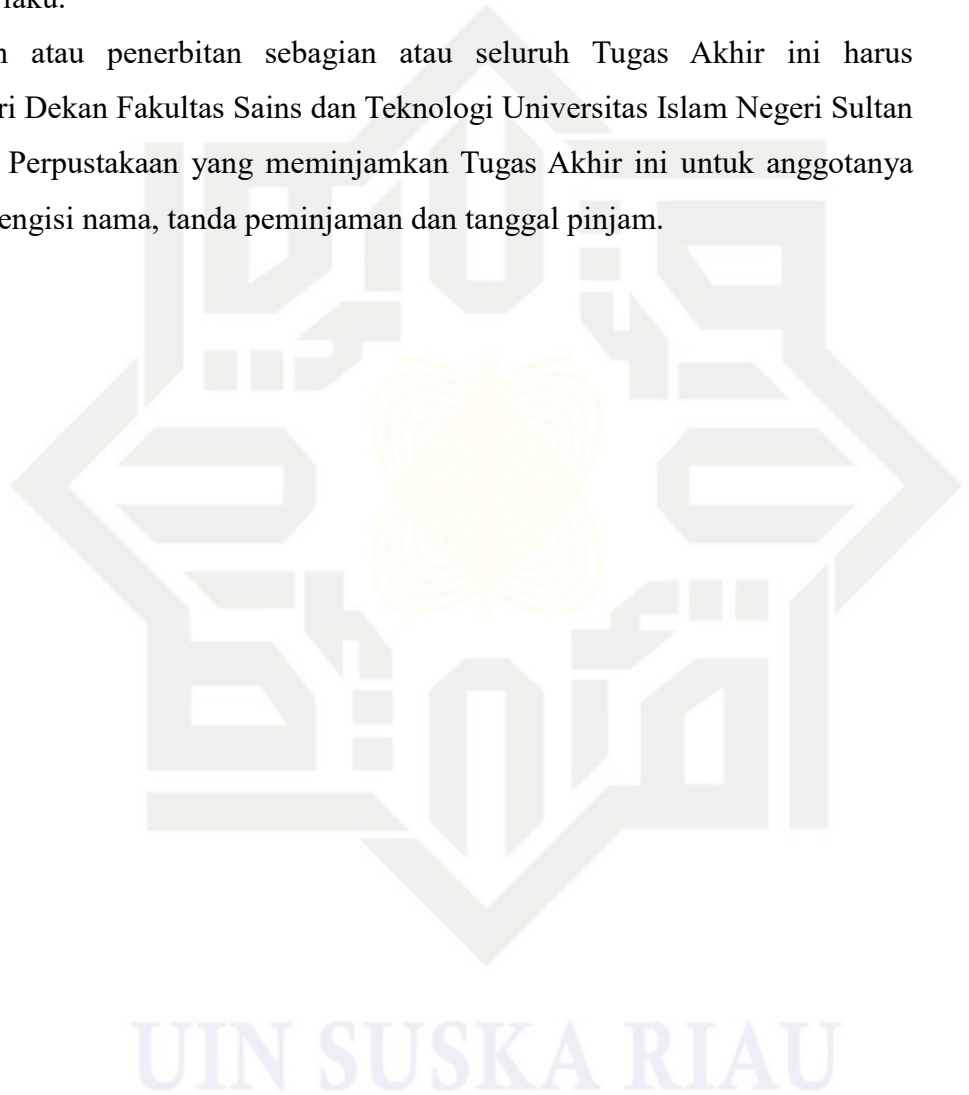 laku.
n atau penerbitan sebagian atau seluruh Tugas Akhir ini harus
ri Dekan Fakultas Sains dan Teknologi Universitas Islam Negeri Sultan
Perpustakaan yang meminjamkan Tugas Akhir ini untuk anggotanya
engisi nama, tanda peminjaman dan tanggal pinjam.
UIN SUSKA RIAU